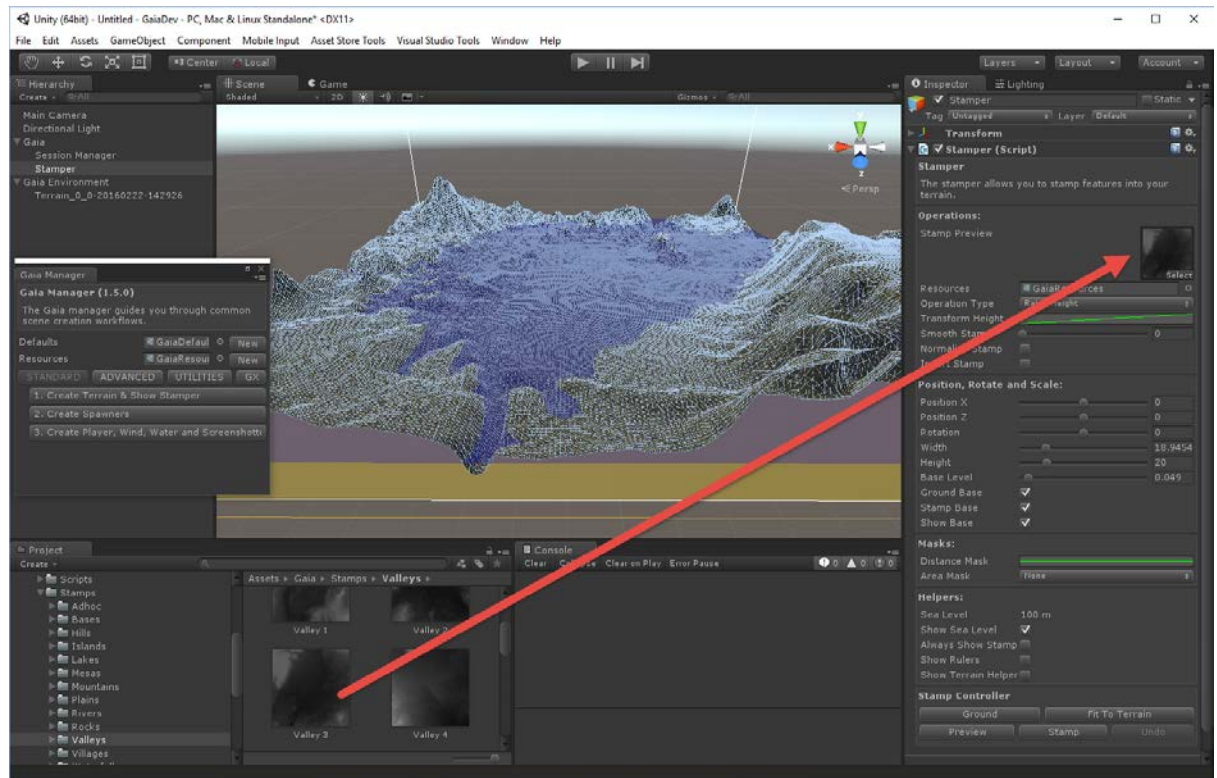 Unity (64bit) - Untitled - GaiaDev - PC, Mac & Linux Standalone* <DX11>
File Edit Assets GameObject Component Mobile Input Asset Store Tools Visual Studio Tools Window Help
Center Local
Layers Layout Account
Hierarchy
Create All
Main Camera
Directional Light
Gaia
Session Manager
Stamper
Gaia Environment
Terrain_0_0-20160222-142926
Scene Game
Shaded 2D Gizmos All
z
Persp
Gaia Manager
Gaia Manager (1.5.0)
The Gaia manager guides you through common
scene creation workflows.
Defaults GaiaDefaul New
Resources GaiaResour New
STANDARD ADVANCED UTILITIES GX
1. Create Terrain & Show Stamper
2. Create Spawners
3. Create Player, Wind, Water and Screenshotte
Project
Create
Scripts
Stamps
Adhoc
Bases
Hills
Islands
Lakes
Mesas
Mountains
Plains
Rivers
Rocks
Valleys
Villages
Assets Gaia Stamps Valleys
Valley 1 Valley 2
Valley 3 Valley 4
Console
Clear Collapse Clear on Play Error Pause 0 0 0
Inspector Lighting
Stamper Static
Tag Untagged Layer Default
Transform
Stamper (Script)
Stamper
The stamper allows you to stamp features into your
terrain.
Operations:
Stamp Preview
Select
Resources
Operation Type
Transform Height
Smooth Stamp 0
Normalise Stamp
Invert Stamp
Position, Rotate and Scale:
Position X 0
Position Z 0
Rotation 0
Width 18.9454
Height 20
Base Level 0.049
Ground Base
Stamp Base
Show Base
Masks:
Distance Mask
Area Mask None
Helpers:
Sea Level 100 m
Show Sea Level
Always Show Stamp
Show Rulers
Show Terrain Helper
Stamp Controller
Ground Fit To Terrain
Preview Stamp Undo